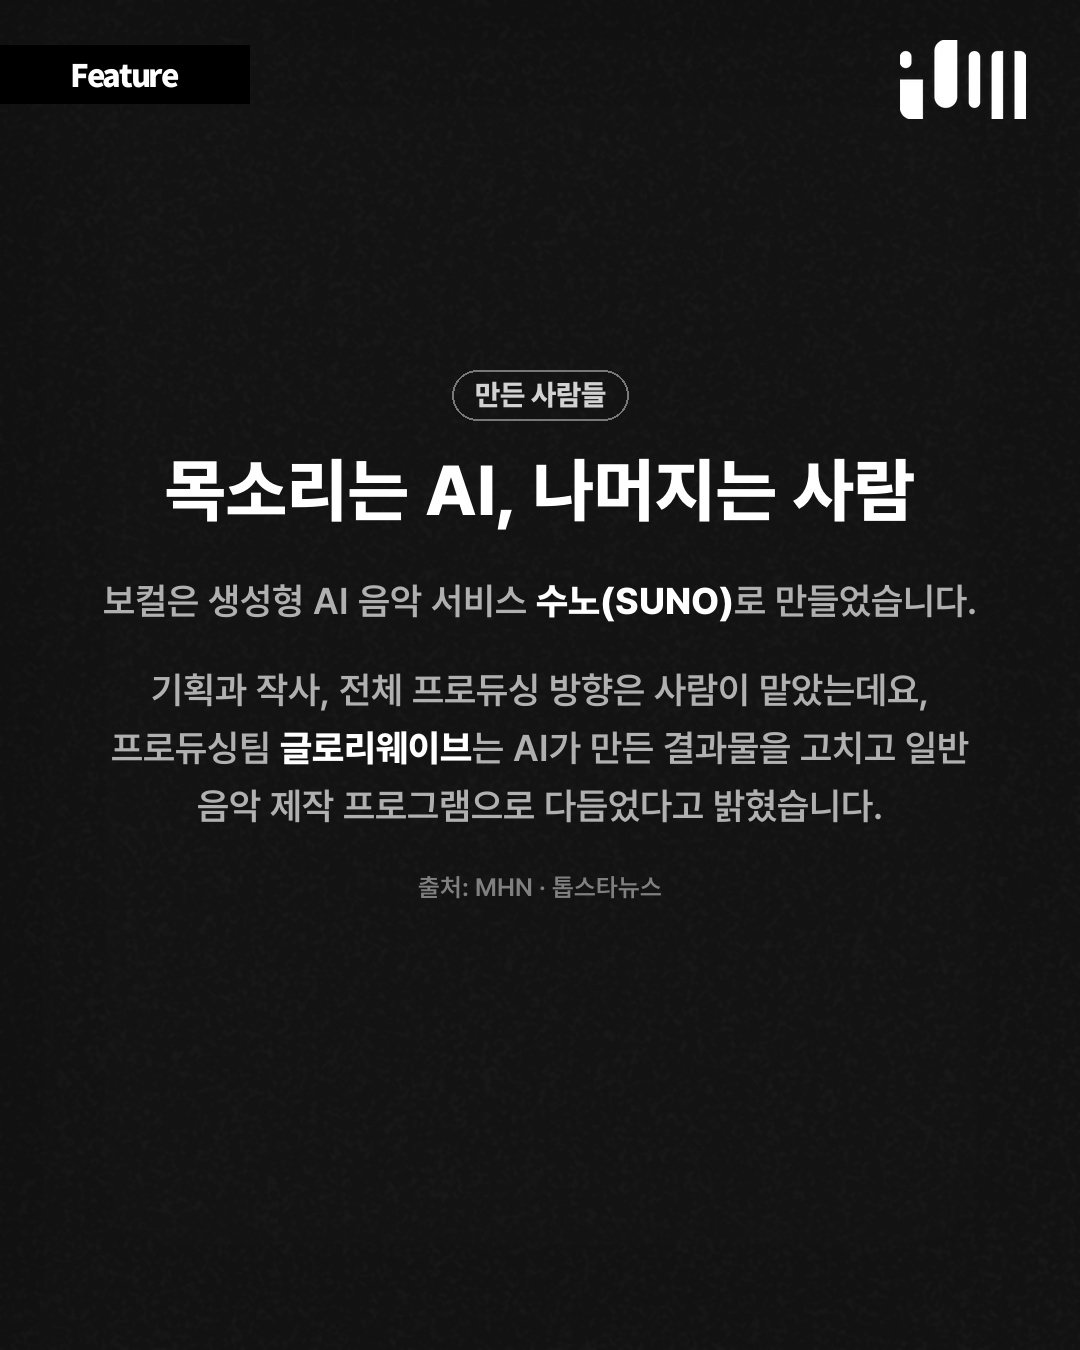 Feature
만든 사람들
목소리는 AI, 나머지는 사람
보컬은 생성형 AI 음악 서비스 수노(SUNO)로 만들었습니다.
기획과 작사, 전체 프로듀싱 방향은 사람이 맡았는데요,
프로듀싱팀 글로리웨이브는 AI가 만든 결과물을 고치고 일반
음악 제작 프로그램으로 다듬었다고 밝혔습니다.
출처: MHN · 톱스타뉴스